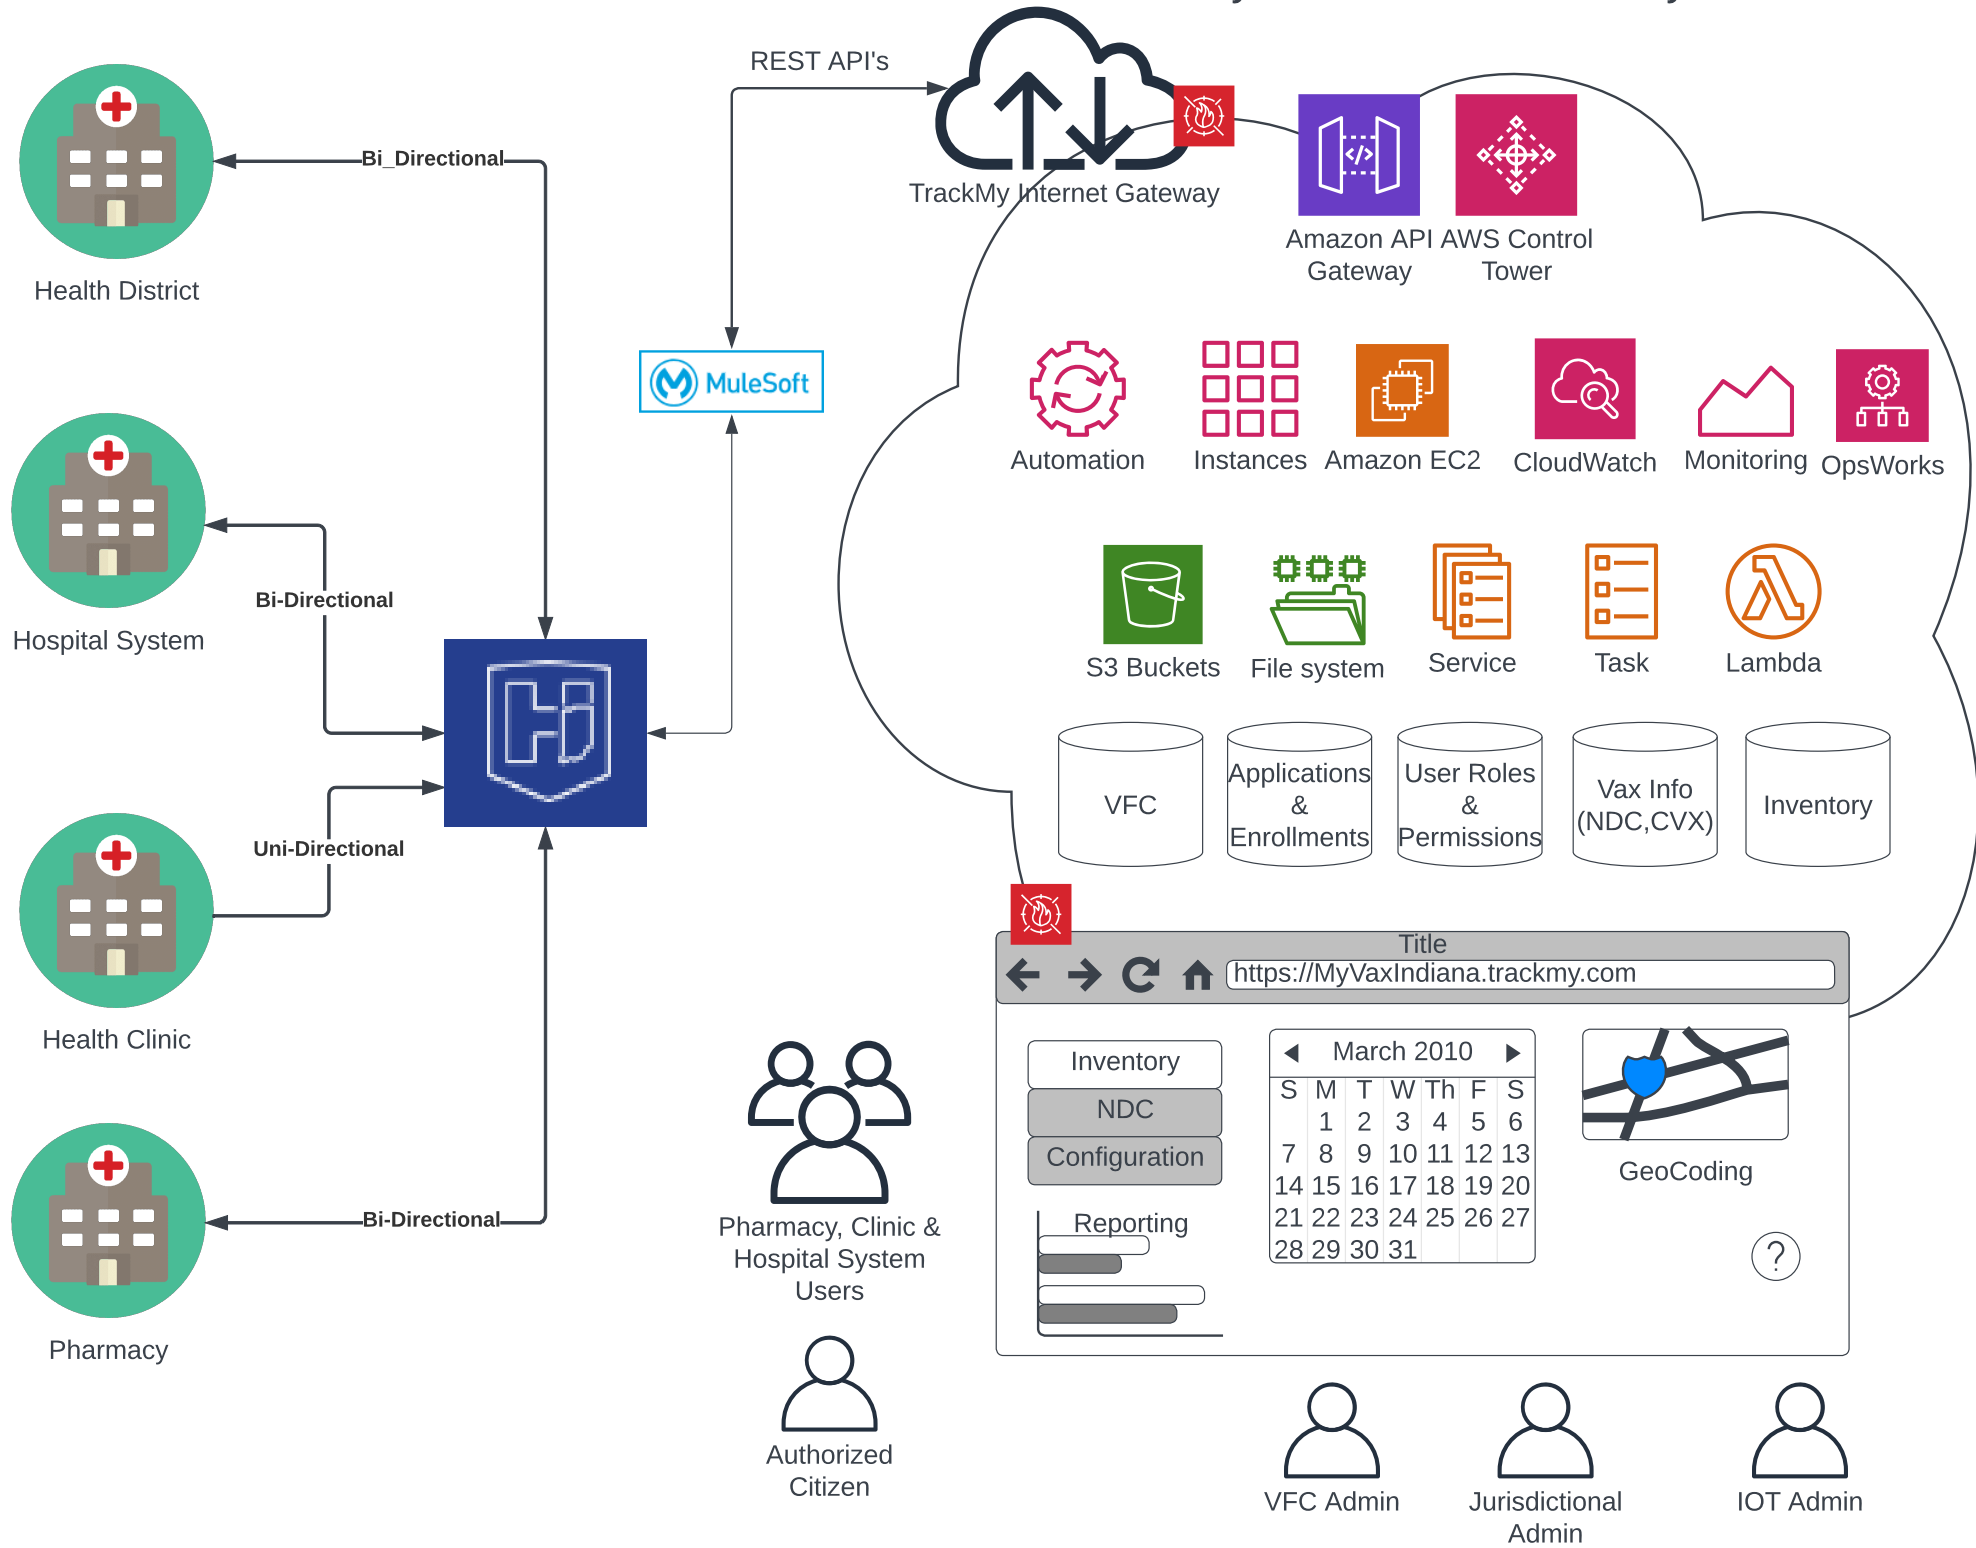 REST API's
TrackMy Internet Gateway
Bi_Directional
Health District
Amazon API
Gateway
AWS Control
Tower
MuleSoft
Automation
Instances
Amazon EC2
CloudWatch
Monitoring
OpsWorks
Bi-Directional
Hospital System
S3 Buckets
File system
Service
Task
Lambda
Hi
VFC
Applications
&
Enrollments
User Roles
&
Permissions
Vax Info
(NDC,CVX)
Inventory
Uni-Directional
Health Clinic
Title
https://MyVaxIndiana.trackmy.com
Inventory
NDC
Configuration
Reporting
March 2010
S M T W Th F S
1 2 3 4 5 6
7 8 9 10 11 12 13
14 15 16 17 18 19 20
21 22 23 24 25 26 27
28 29 30 31
GeoCoding
?
Bi-Directional
Pharmacy
Pharmacy, Clinic &
Hospital System
Users
Authorized
Citizen
VFC Admin
Jurisdictional
Admin
IOT Admin